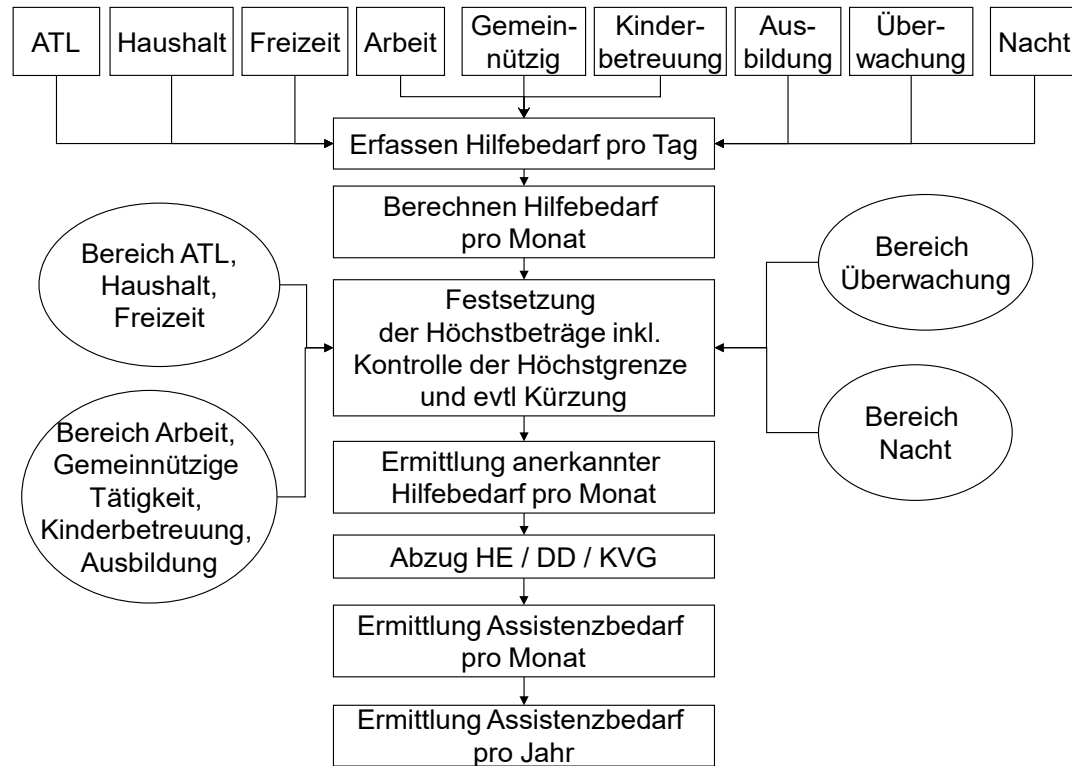 ATL
Haushalt
Freizeit
Arbeit
Gemein-
nützig
Kinder-
betreuung
Aus-
bildung
Über-
wachung
Nacht
Erfassen Hilfebedarf pro Tag
Berechnen Hilfebedarf
pro Monat
Bereich ATL,
Haushalt,
Freizeit
Bereich
Überwachung
Festsetzung
der Höchstbeträge inkl.
Kontrolle der Höchstgrenze
und evtl Kürzung
Bereich Arbeit,
Gemeinnützige
Tätigkeit,
Kinderbetreuung,
Ausbildung
Bereich
Nacht
Ermittlung anerkannter
Hilfebedarf pro Monat
Abzug HE / DD / KVG
Ermittlung Assistenzbedarf
pro Monat
Ermittlung Assistenzbedarf
pro Jahr